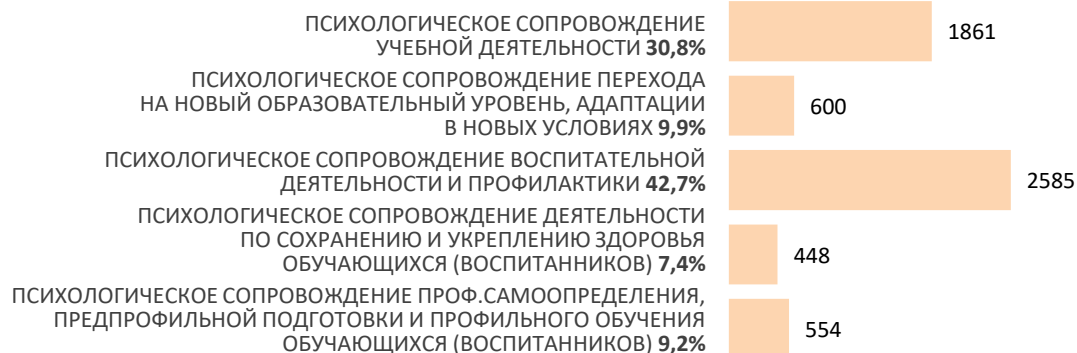 ПСИХОЛОГИЧЕСКОЕ СОПРОВОЖДЕНИЕ
УЧЕБНОЙ ДЕЯТЕЛЬНОСТИ 30,8%
1861
ПСИХОЛОГИЧЕСКОЕ СОПРОВОЖДЕНИЕ ПЕРЕХОДА
НА НОВЫЙ ОБРАЗОВАТЕЛЬНЫЙ УРОВЕНЬ, АДАПТАЦИИ
В НОВЫХ УСЛОВИЯХ 9,9%
600
ПСИХОЛОГИЧЕСКОЕ СОПРОВОЖДЕНИЕ ВОСПИТАТЕЛЬНОЙ
ДЕЯТЕЛЬНОСТИ И ПРОФИЛАКТИКИ 42,7%
2585
ПСИХОЛОГИЧЕСКОЕ СОПРОВОЖДЕНИЕ ДЕЯТЕЛЬНОСТИ
ПО СОХРАНЕНИЮ И УКРЕПЛЕНИЮ ЗДОРОВЬЯ
ОБУЧАЮЩИХСЯ (ВОСПИТАННИКОВ) 7,4%
448
ПСИХОЛОГИЧЕСКОЕ СОПРОВОЖДЕНИЕ ПРОФ.САМООПРЕДЕЛЕНИЯ,
ПРЕДПРОФИЛЬНОЙ ПОДГОТОВКИ И ПРОФИЛЬНОГО ОБУЧЕНИЯ
ОБУЧАЮЩИХСЯ (ВОСПИТАННИКОВ) 9,2%
554